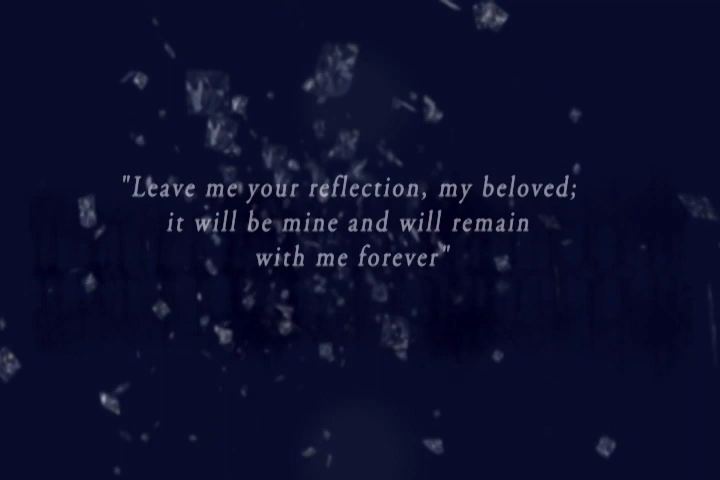 "Leave me your reflection, my beloved;
it will be mine and will remain
with me forever"